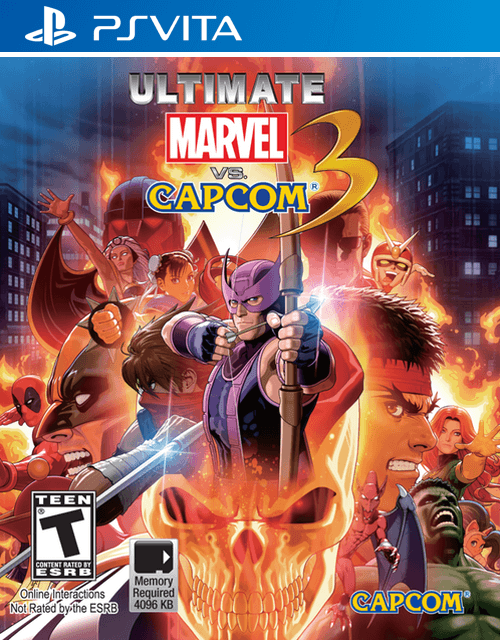 PSVITA
ULTIMATE
MARVEL
VS.
CAPCOM®
3
TEEN
T®
CONTENT RATED BY
ESRB
Online Interactions
Not Rated by the ESRB
Memory
Required
4096 KB
CAPCOM®